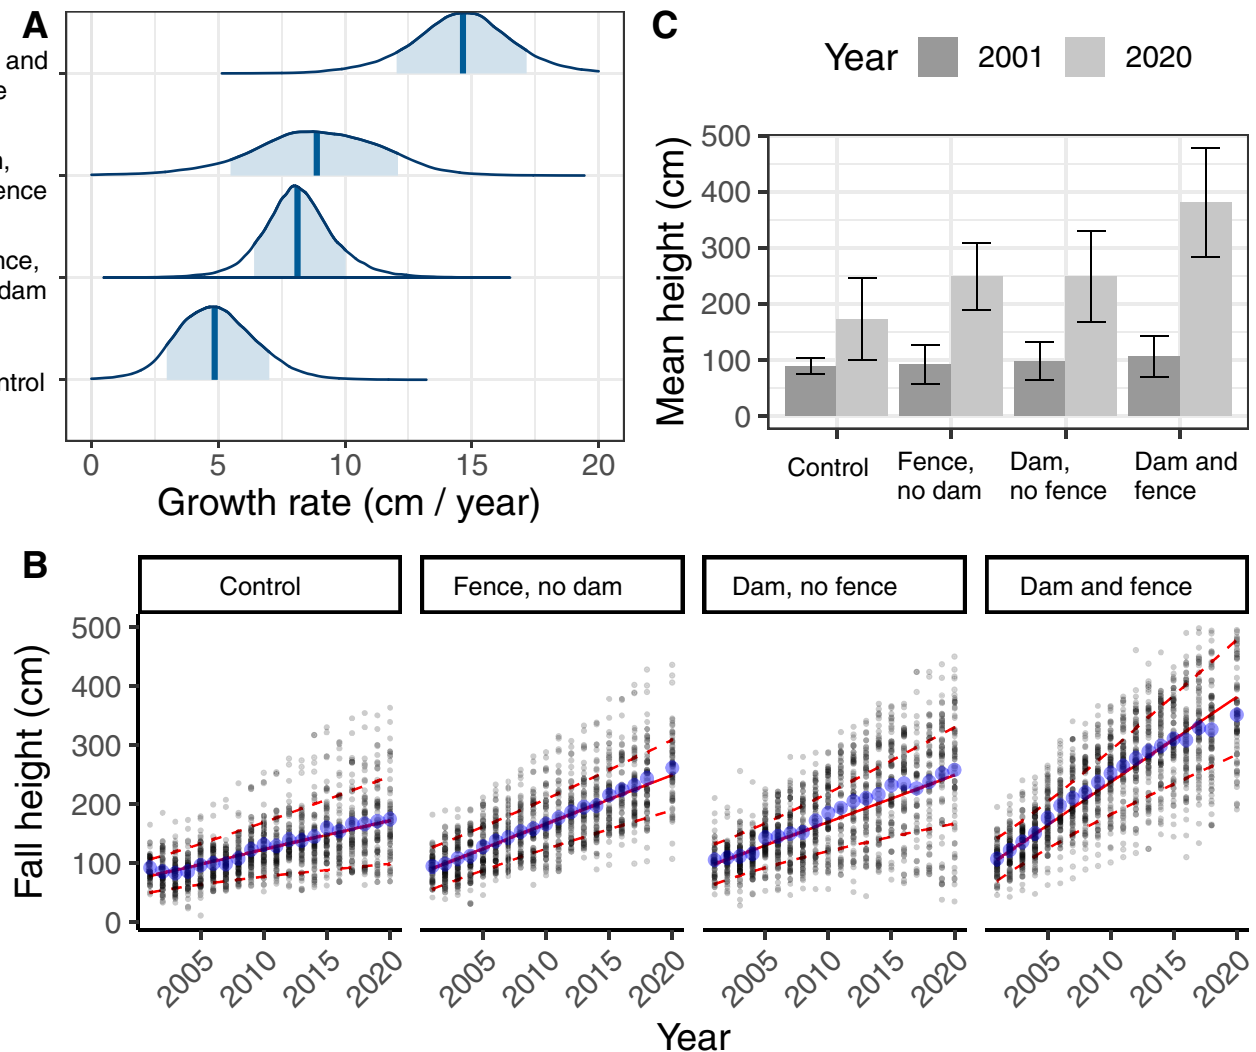 A
and
e
n,
ence
nce,
dam
ntrol
0 5 10 15 20
Growth rate (cm / year)
C
Year 2001 2020
500
400
300
200
100
0
Mean height (cm)
Control
Fence,
no dam
Dam,
no fence
Dam and
fence
B
Control
Fence, no dam
Dam, no fence
Dam and fence
500
400
300
200
100
0
Fall height (cm)
2005 2010 2015 2020
2005 2010 2015 2020
2005 2010 2015 2020
2005 2010 2015 2020
Year